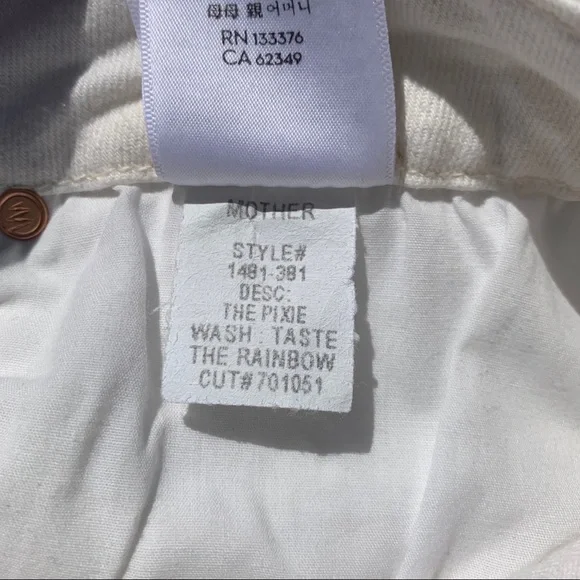 母母 親 어머니
RN 133376
CA 62349
MOTHER
STYLE#
1481-381
DESC:
THE PIXIE
WASH : TASTE
THE RAINBOW
CUT# 701051